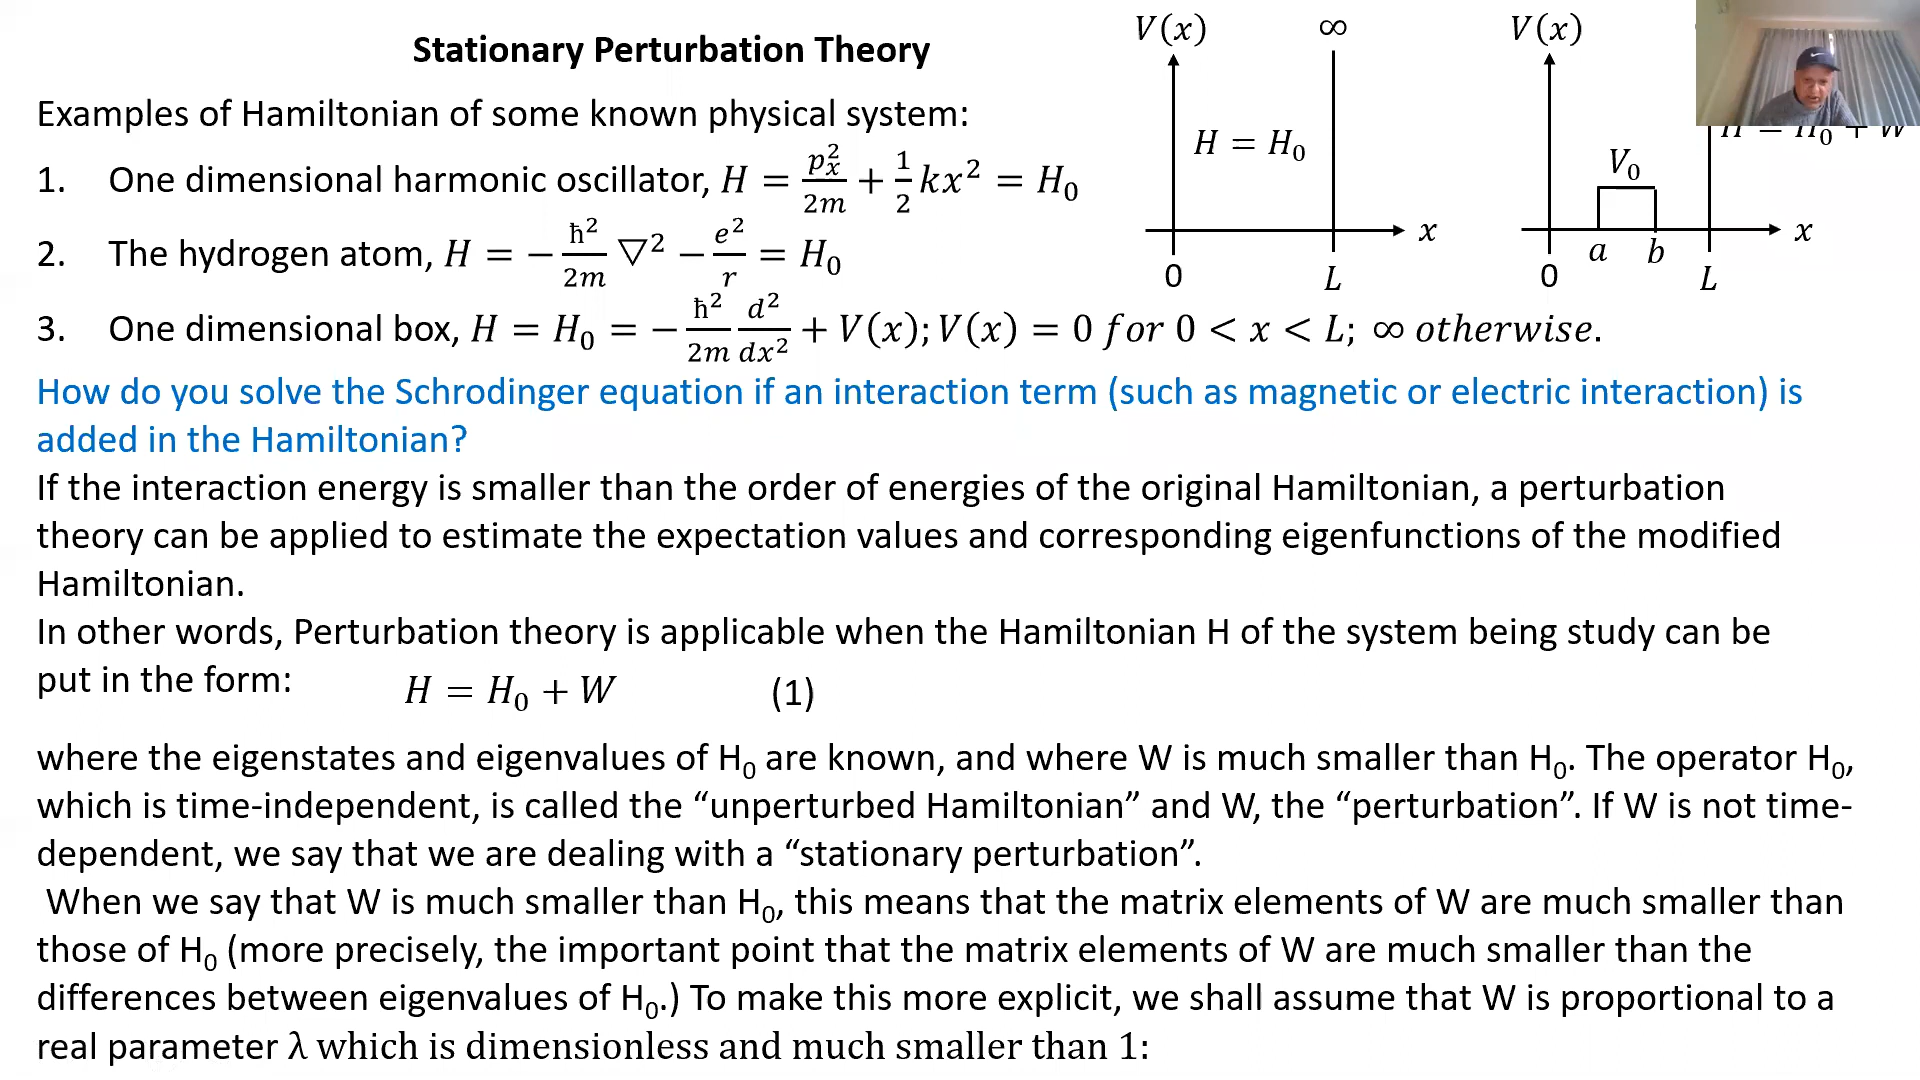 Stationary Perturbation Theory
Examples of Hamiltonian of some known physical system:
1. One dimensional harmonic oscillator, H = p_x^2/2m + 1/2 kx^2 = H_0
2. The hydrogen atom, H = −ħ^2/2m ▽^2 − e^2/r = H_0
3. One dimensional box, H = H_0 = −ħ^2/2m d^2/dx^2 + V(x); V(x) = 0 for 0 < x < L; ∞ otherwise.
V(x)
∞
H = H_0
x
0
L
V(x)
H = H_0 + W
V_0
x
a
b
0
L
How do you solve the Schrodinger equation if an interaction term (such as magnetic or electric interaction) is
added in the Hamiltonian?
If the interaction energy is smaller than the order of energies of the original Hamiltonian, a perturbation
theory can be applied to estimate the expectation values and corresponding eigenfunctions of the modified
Hamiltonian.
In other words, Perturbation theory is applicable when the Hamiltonian H of the system being study can be
put in the form: H = H_0 + W (1)
where the eigenstates and eigenvalues of H_0 are known, and where W is much smaller than H_0. The operator H_0,
which is time-independent, is called the “unperturbed Hamiltonian” and W, the “perturbation”. If W is not time-
dependent, we say that we are dealing with a “stationary perturbation”.
When we say that W is much smaller than H_0, this means that the matrix elements of W are much smaller than
those of H_0 (more precisely, the important point that the matrix elements of W are much smaller than the
differences between eigenvalues of H_0.) To make this more explicit, we shall assume that W is proportional to a
real parameter λ which is dimensionless and much smaller than 1: